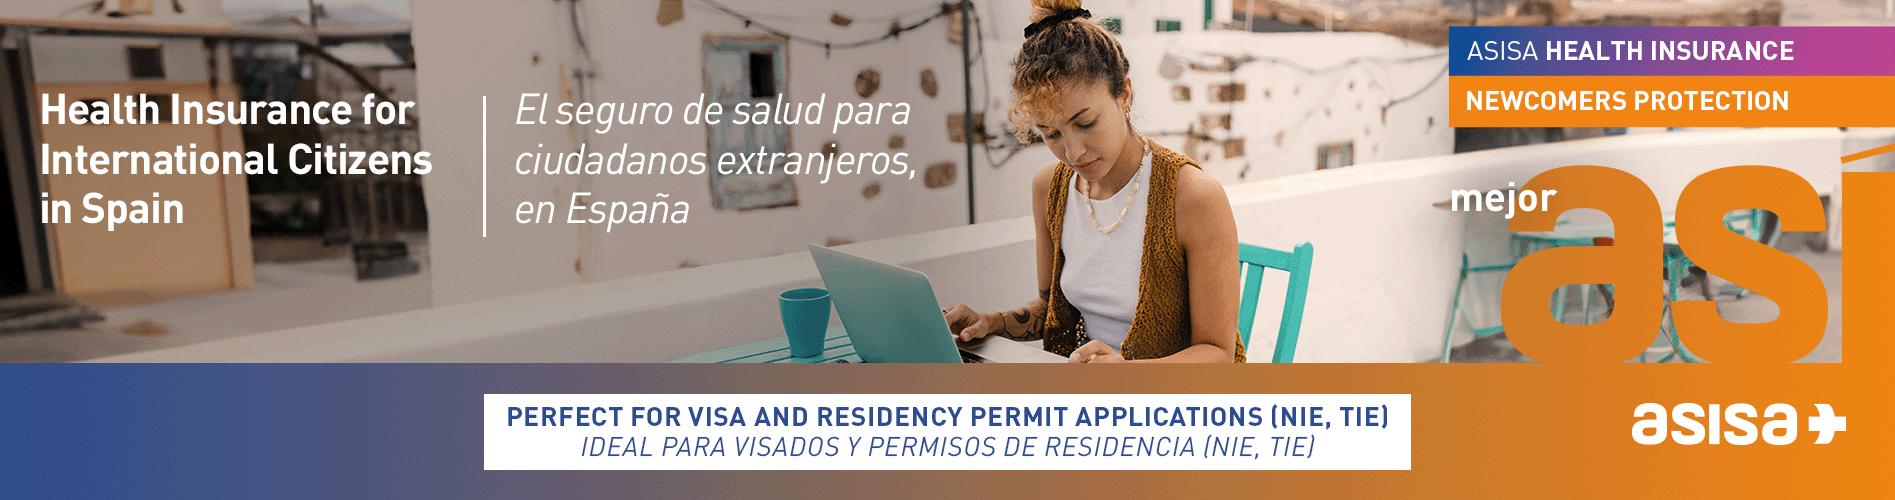 Health Insurance for
International Citizens
in Spain
El seguro de salud para
ciudadanos extranjeros,
en España
ASISA HEALTH INSURANCE
NEWCOMERS PROTECTION
mejor
asi
PERFECT FOR VISA AND RESIDENCY PERMIT APPLICATIONS (NIE, TIE)
IDEAL PARA VISADOS Y PERMISOS DE RESIDENCIA (NIE, TIE)
asisa